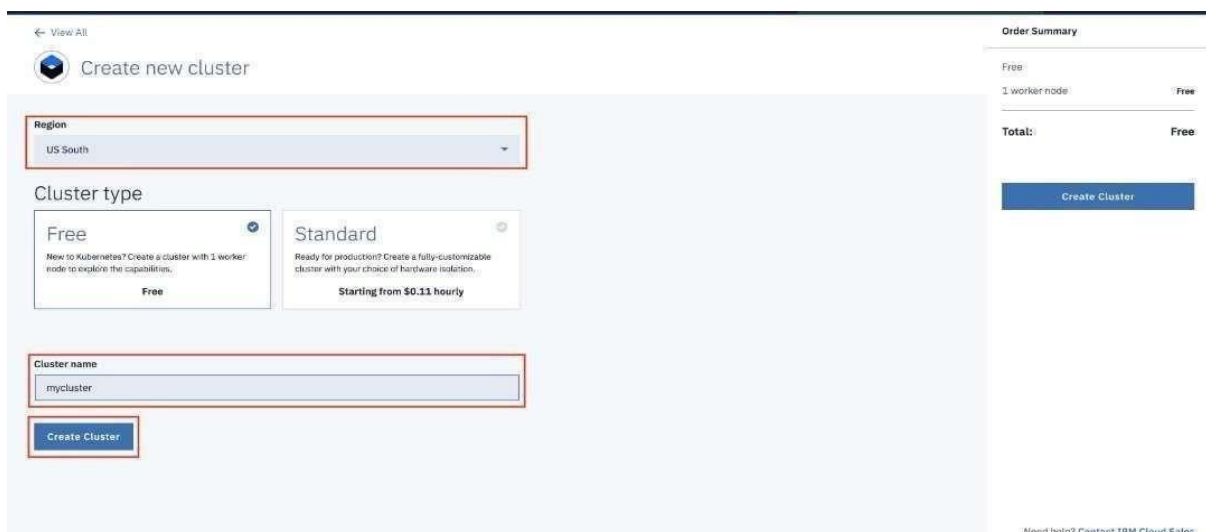 ← View All
Create new cluster
Region
US South
Cluster type
Free
New to Kubernetes? Create a cluster with 1 worker
node to explore the capabilities.
Free
Standard
Ready for production? Create a fully-customizable
cluster with your choice of hardware isolation.
Starting from $0.11 hourly
Cluster name
mycluster
Create Cluster
Order Summary
Free
1 worker node Free
Total: Free
Create Cluster
Need help? Contact IBM Cloud Sales